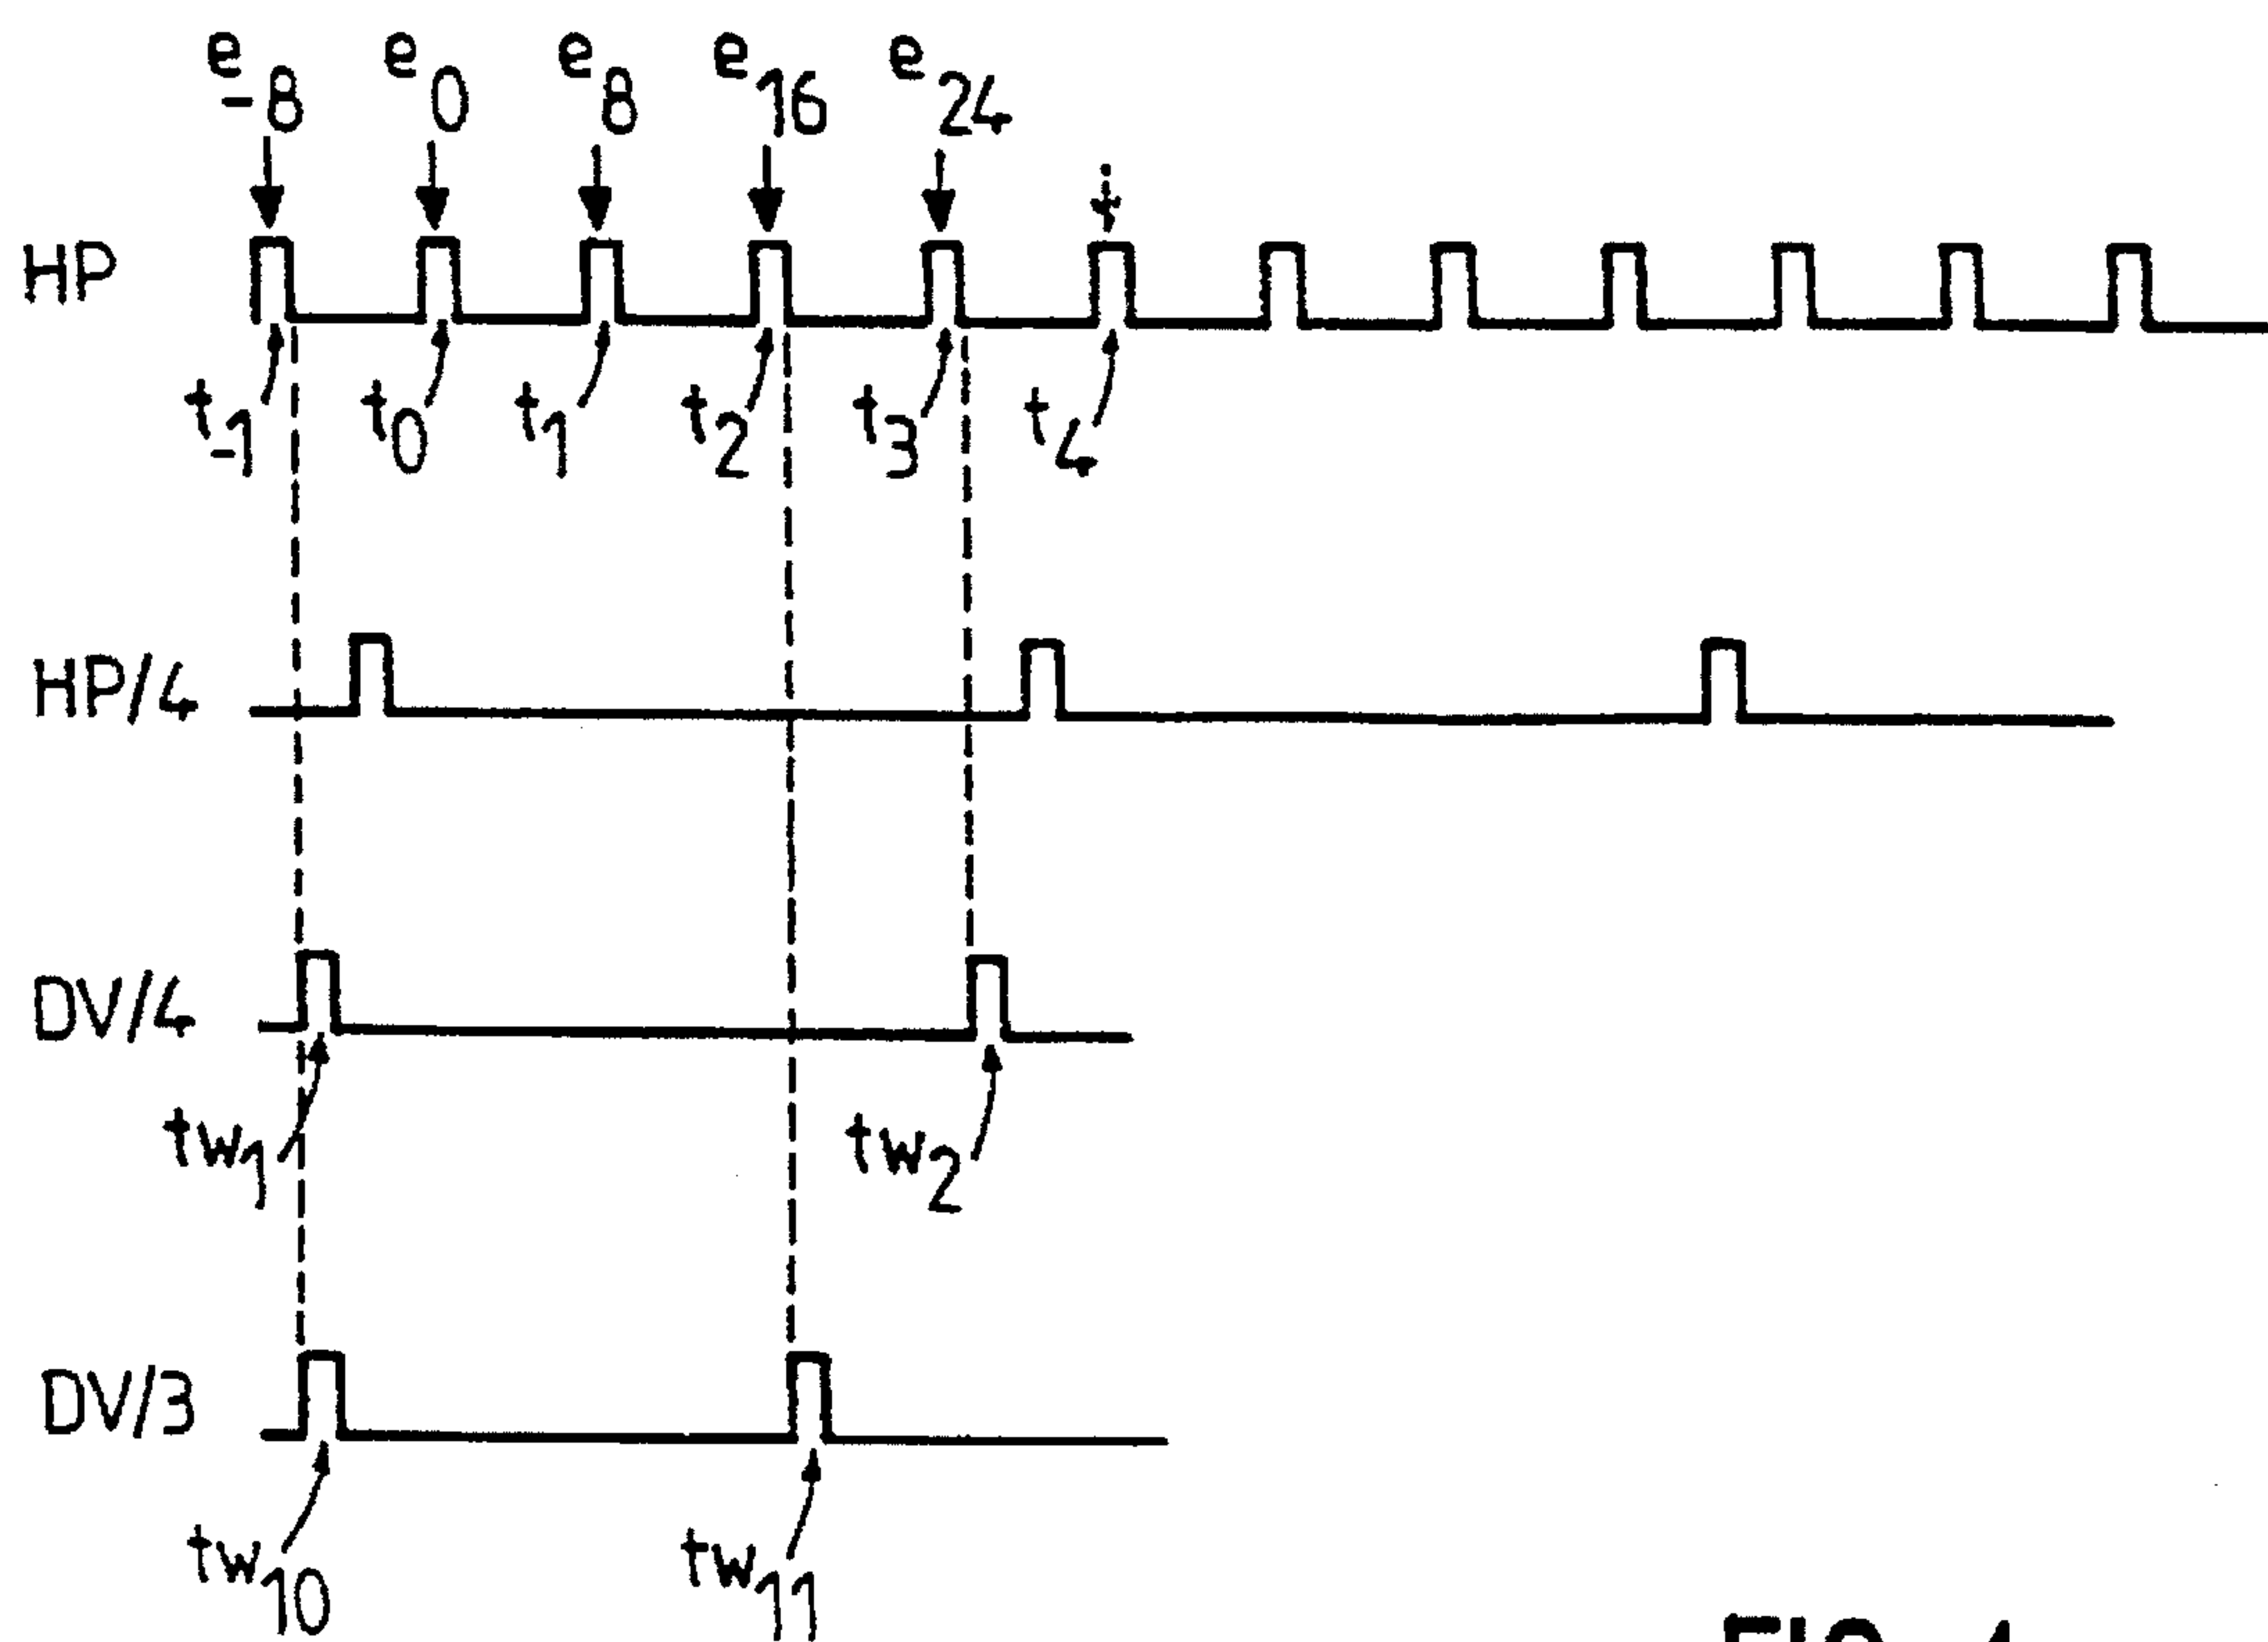 e-8 e0 e8 e16 e24 i
HP
t-1 t0 t1 t2 t3 t4
HP/4
DV/4
tw1 tw2
DV/3
tw10 tw11